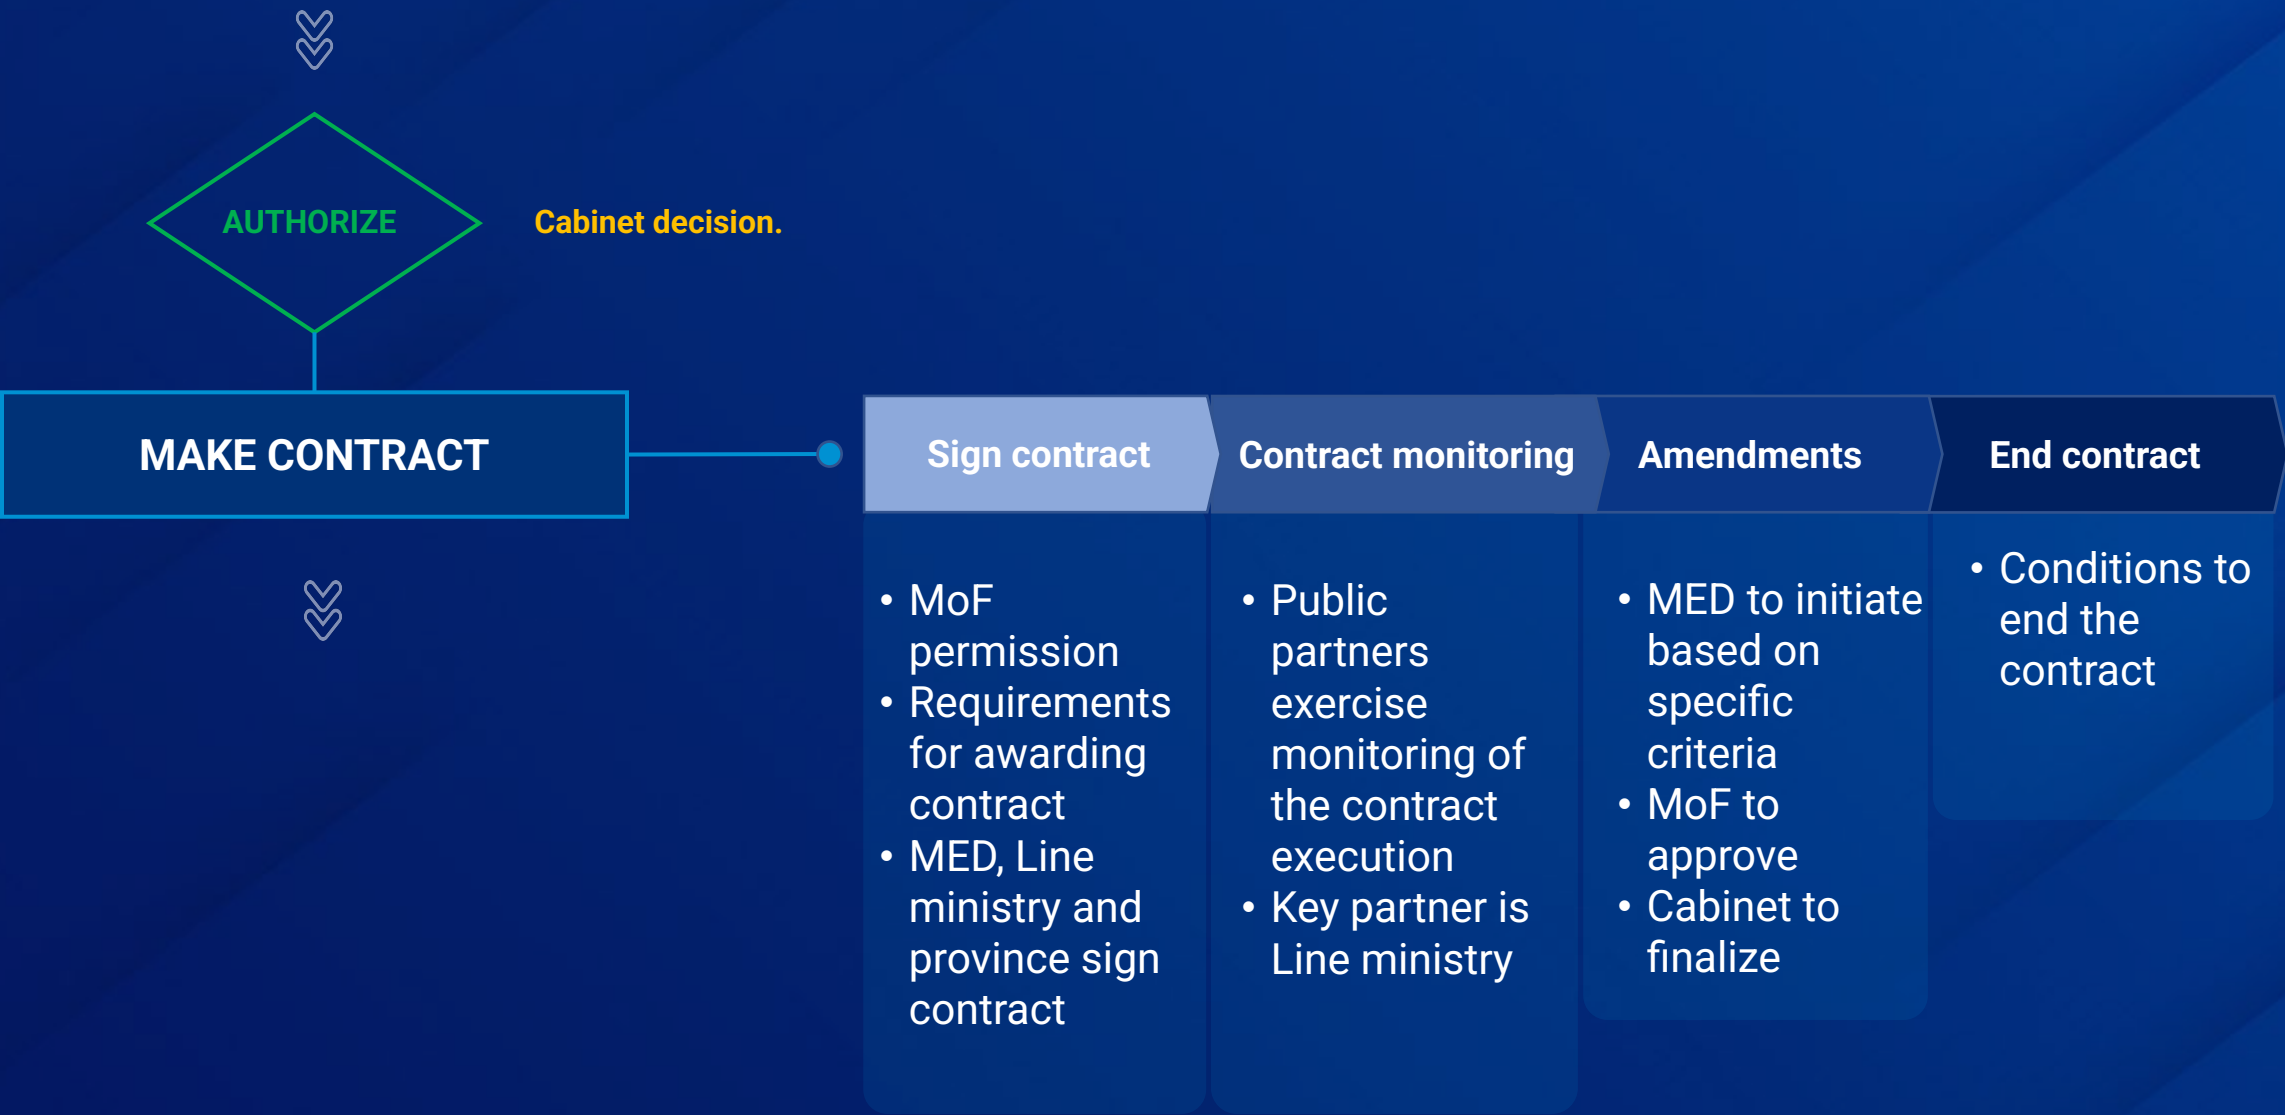 AUTHORIZE
Cabinet decision.
MAKE CONTRACT
Sign contract
Contract monitoring
Amendments
End contract
• MoF
permission
• Requirements
for awarding
contract
• MED, Line
ministry and
province sign
contract
• Public
partners
exercise
monitoring of
the contract
execution
• Key partner is
Line ministry
• MED to initiate
based on
specific
criteria
• MoF to
approve
• Cabinet to
finalize
• Conditions to
end the
contract